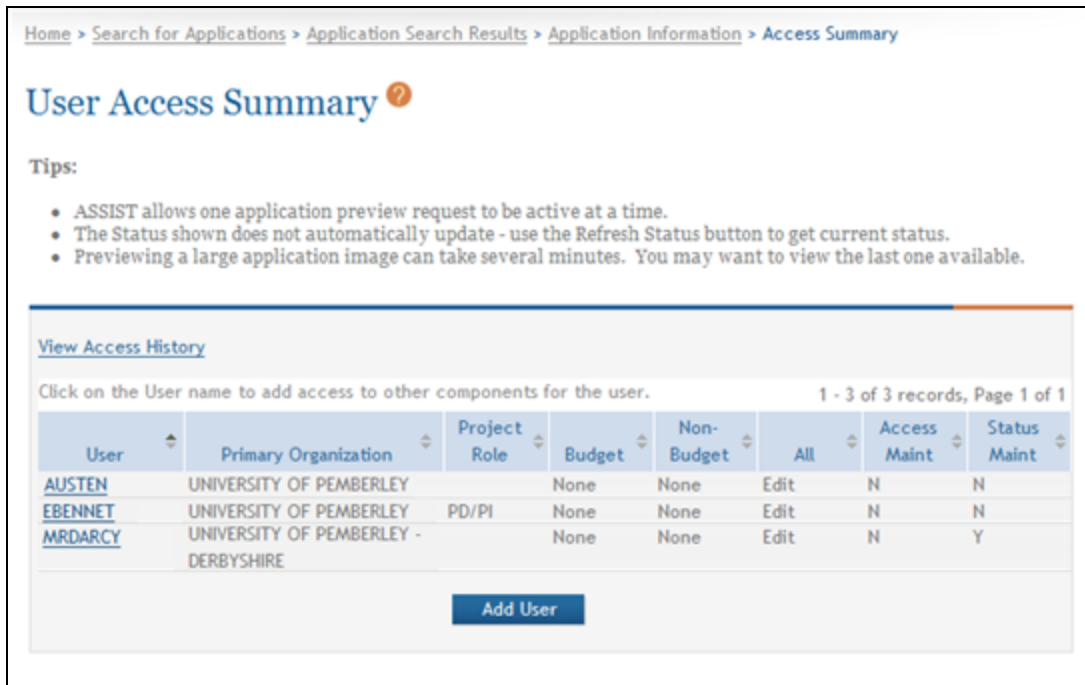 Home > Search for Applications > Application Search Results > Application Information > Access Summary
User Access Summary ?
Tips:
• ASSIST allows one application preview request to be active at a time.
• The Status shown does not automatically update - use the Refresh Status button to get current status.
• Previewing a large application image can take several minutes. You may want to view the last one available.
View Access History
Click on the User name to add access to other components for the user. 1 - 3 of 3 records, Page 1 of 1
User Primary Organization Project Role Budget Non-Budget All Access Maint Status Maint
AUSTEN UNIVERSITY OF PEMBERLEY None None Edit N N
EBENNET UNIVERSITY OF PEMBERLEY PD/PI None None Edit N N
MRDARCY UNIVERSITY OF PEMBERLEY - None None Edit N Y
DERBYSHIRE
Add User